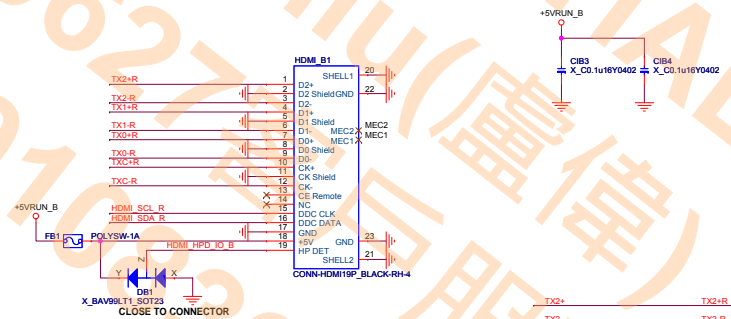 +5VRUN_B
CIB3
X_C0.1u16Y0402
CIB4
X_C0.1u16Y0402
HDMI_B1
TX2+R
1
D2+
SHELL1
20
2
D2 Shield
GND
22
TX2-R
3
D2-
TX1+R
4
D1+
5
D1 Shield
TX1-R
6
D1-
MEC2
MEC2
TX0+R
7
D0+
MEC1
MEC1
8
D0 Shield
TX0-R
9
D0-
TXC+R
10
CK+
11
CK Shield
TXC-R
12
CK-
13
CE Remote
14
NC
HDMI_SCL_R
15
DDC CLK
HDMI_SDA_R
16
DDC DATA
17
GND
+5VRUN_B
FB1
POLYSW-1A
18
+5V
GND
23
HDMI_HPD_IO_B
19
HP DET
SHELL2
21
CONN-HDMI19P_BLACK-RH-4
Y
Z
X
DB1
X_BAV99LT1_SOT23
CLOSE TO CONNECTOR
TX2+
TX2+R
TX2-
TX2-R